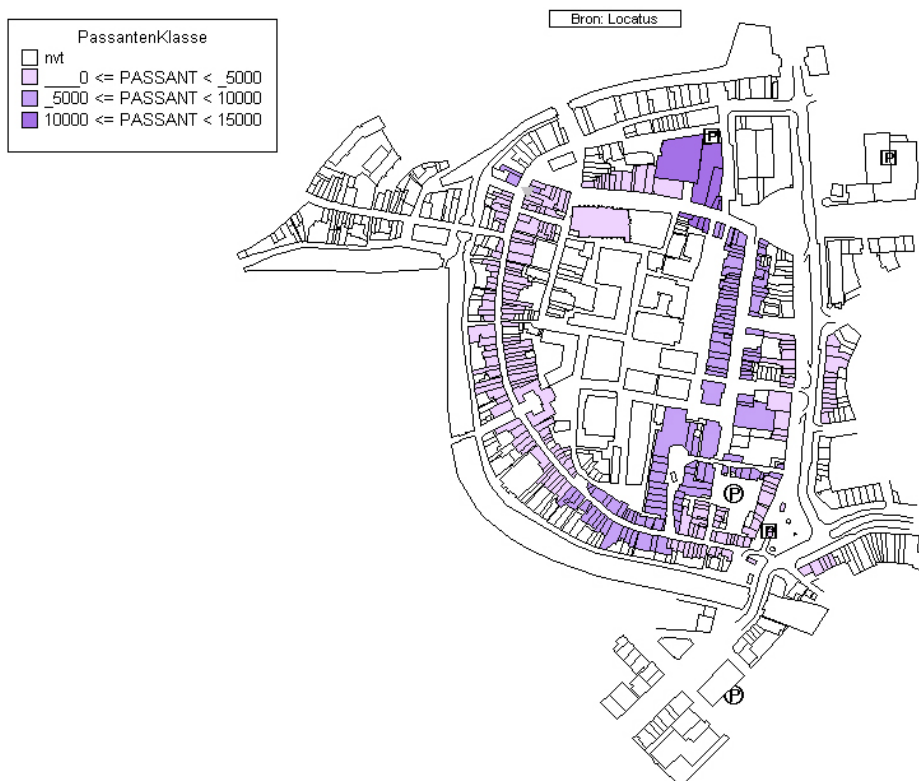 Bron: Locatus
PassantenKlasse
nvt
____0 <= PASSANT < _5000
_5000 <= PASSANT < 10000
10000 <= PASSANT < 15000
P
P
P
P
P